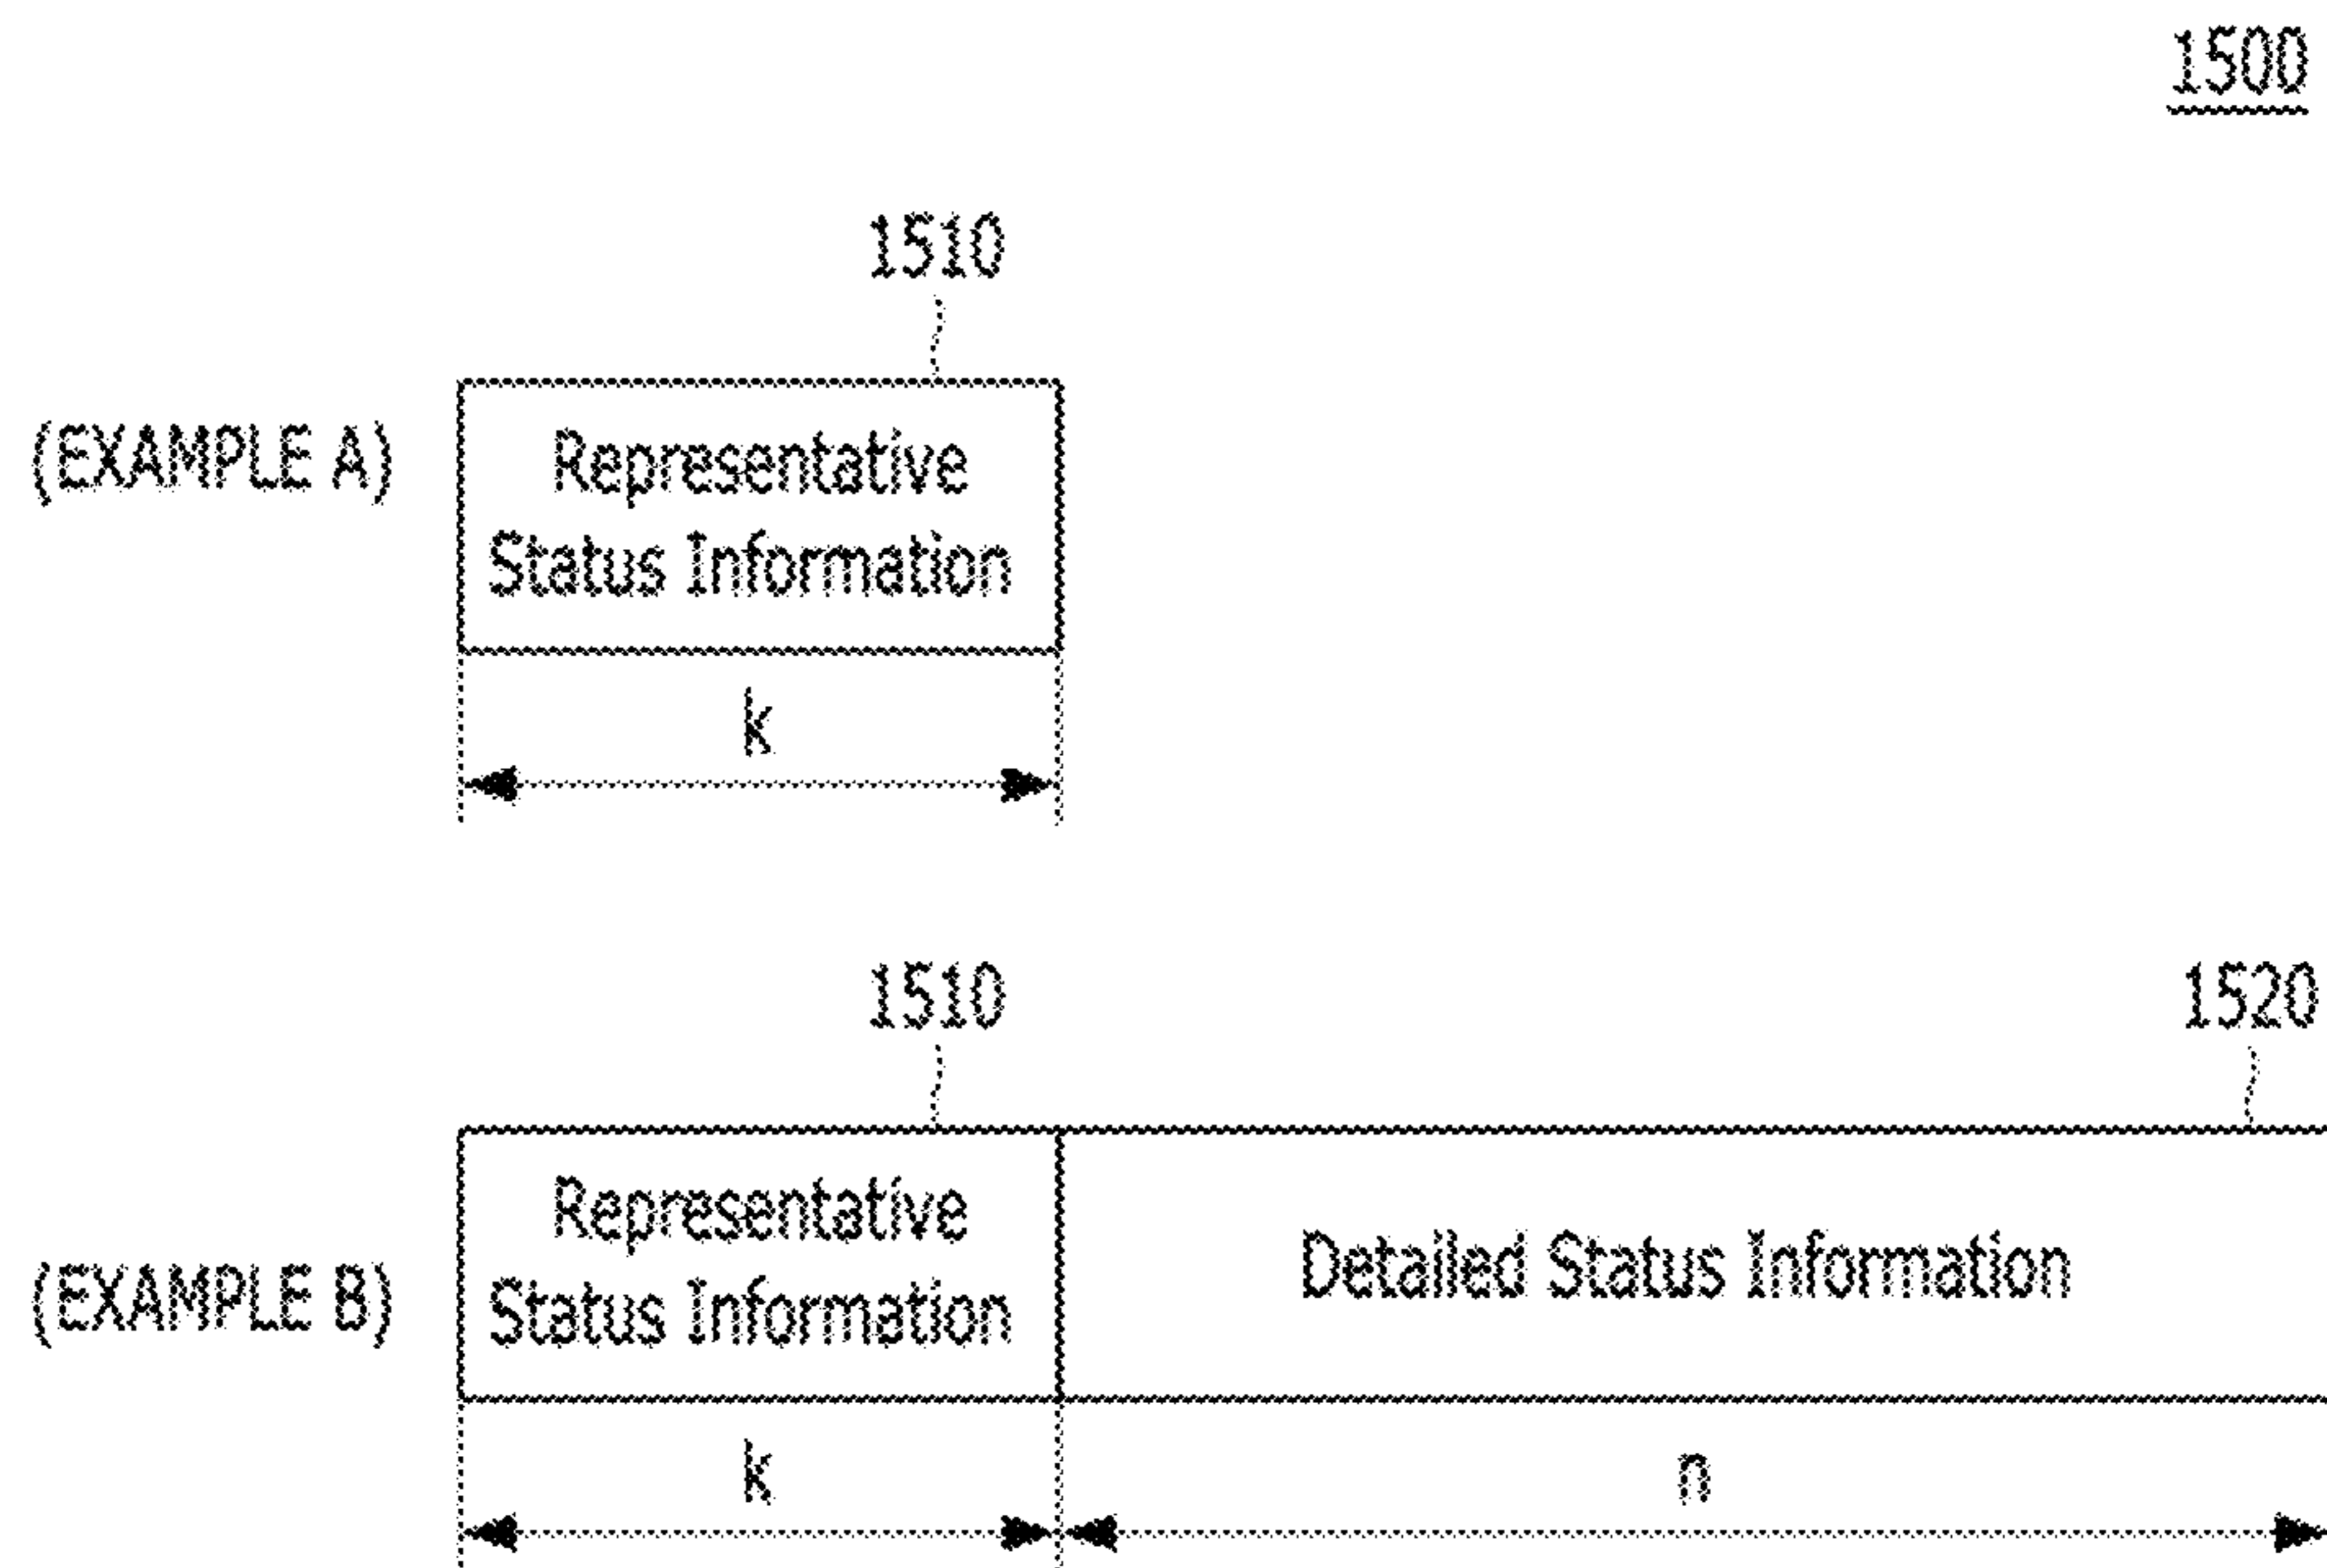 1500
1510
(EXAMPLE A)
Representative
Status Information
k
1510
1520
(EXAMPLE B)
Representative
Status Information
Detailed Status Information
k
n